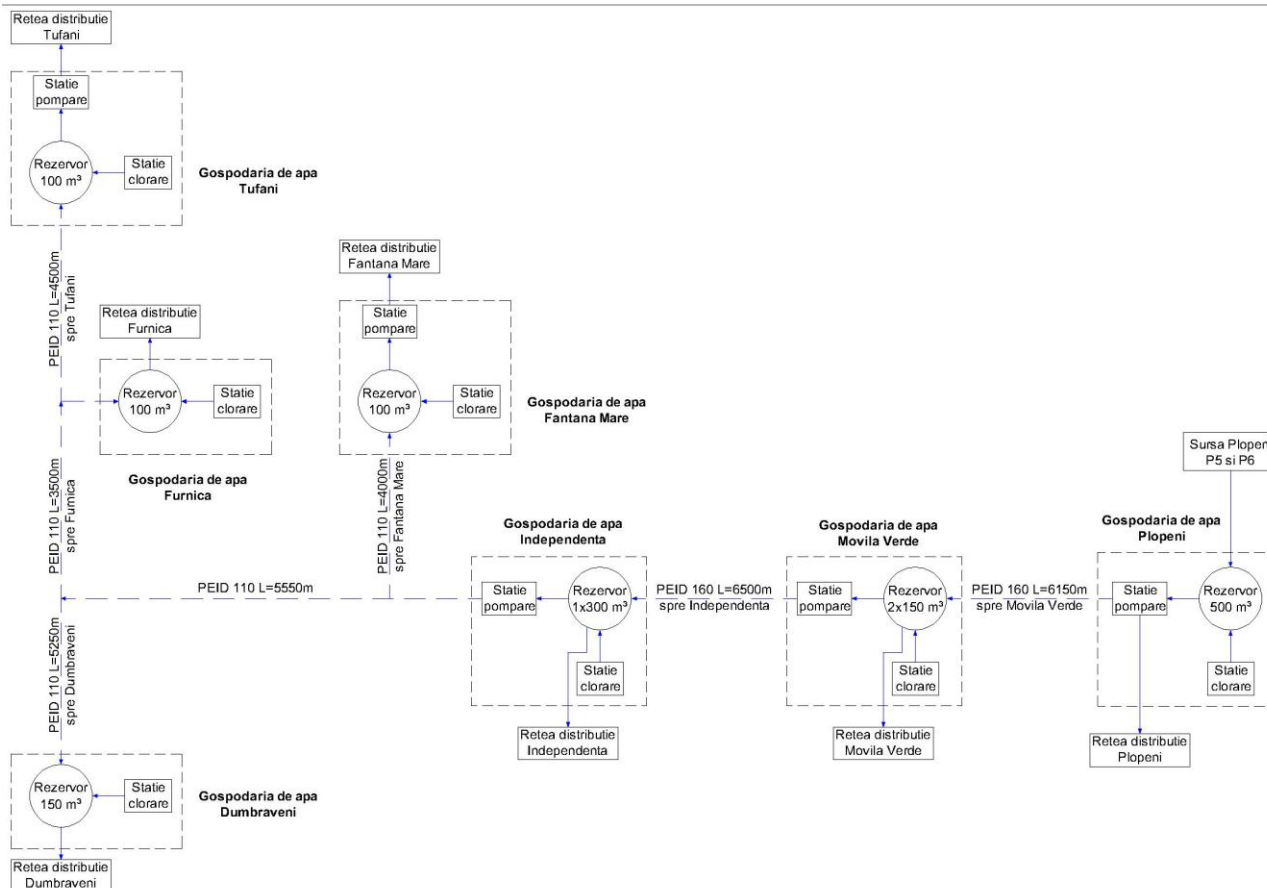 Retea distributie
Tufani
Statie
pompare
Rezervor
100 m³
Statie
clorare
Gospodaria de apa
Tufani
PEID 110 L=4500m
spre Tufani
Retea distributie
Furnica
Rezervor
100 m³
Statie
clorare
Gospodaria de apa
Furnica
PEID 110 L=3500m
spre Furnica
Retea distributie
Fantana Mare
Statie
pompare
Rezervor
100 m³
Statie
clorare
Gospodaria de apa
Fantana Mare
PEID 110 L=4000m
spre Fantana Mare
PEID 110 L=5550m
Gospodaria de apa
Independenta
Statie
pompare
Rezervor
1x300 m³
Statie
clorare
Retea distributie
Independenta
PEID 160 L=6500m
spre Independenta
Gospodaria de apa
Movila Verde
Statie
pompare
Rezervor
2x150 m³
Statie
clorare
Retea distributie
Movila Verde
PEID 160 L=6150m
spre Movila Verde
Sursa Plopen
P5 si P6
Gospodaria de apa
Plopeni
Statie
pompare
Rezervor
500 m³
Statie
clorare
Retea distributie
Plopeni
PEID 110 L=5250m
spre Dumbraveni
Rezervor
150 m³
Statie
clorare
Gospodaria de apa
Dumbraveni
Retea distributie
Dumbraveni